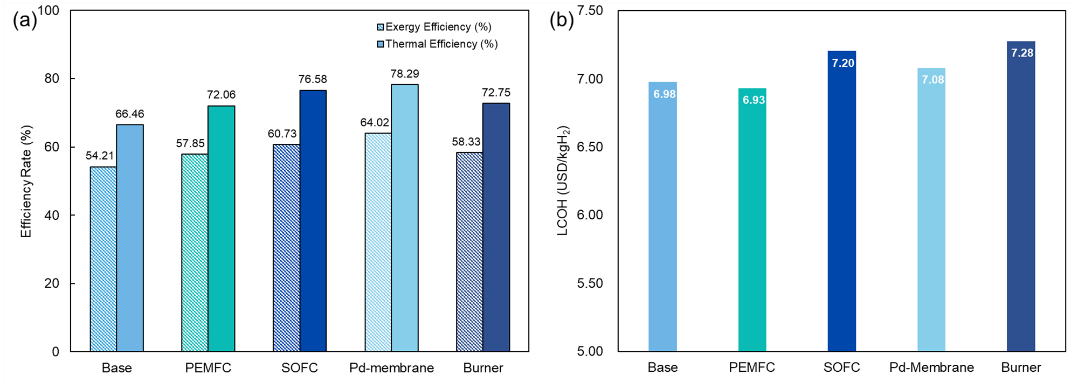 (a)
100
80
60
40
20
0
Efficiency Rate (%)
Exergy Efficiency (%)
Thermal Efficiency (%)
54.21
66.46
57.85
72.06
60.73
76.58
64.02
78.29
58.33
72.75
Base
PEMFC
SOFC
Pd-membrane
Burner
(b)
7.50
7.00
6.50
6.00
5.50
5.00
LCOH (USD/kgH₂)
6.98
6.93
7.20
7.08
7.28
Base
PEMFC
SOFC
Pd-Membrane
Burner